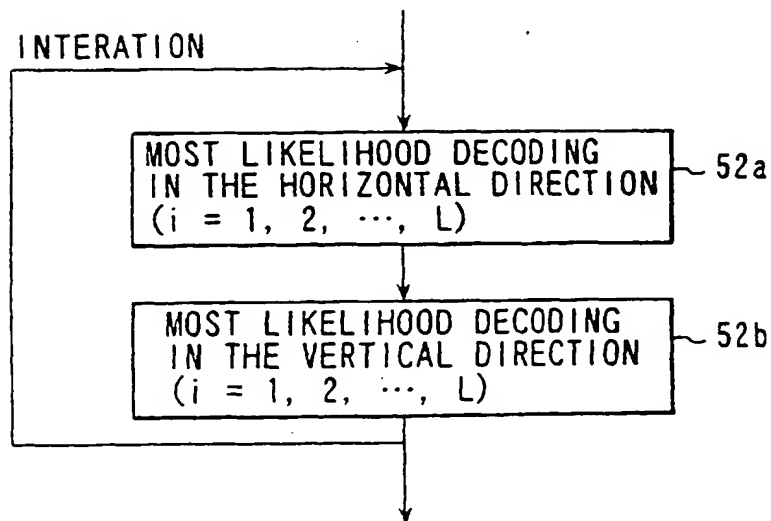 INTERATION
MOST LIKELIHOOD DECODING
IN THE HORIZONTAL DIRECTION
(i = 1, 2, ···, L)
52a
MOST LIKELIHOOD DECODING
IN THE VERTICAL DIRECTION
(i = 1, 2, ···, L)
52b